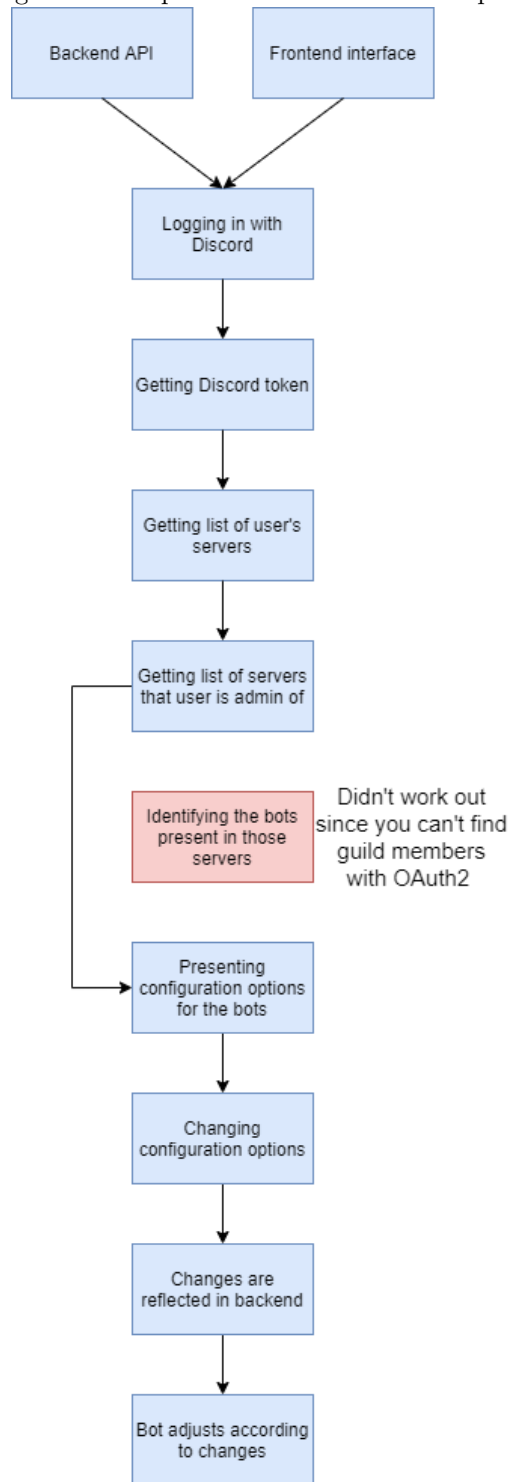 Backend API
Frontend interface
Logging in with
Discord
Getting Discord token
Getting list of user's
servers
Getting list of servers
that user is admin of
Identifying the bots
present in those
servers
Didn't work out
since you can't find
guild members
with OAuth2
Presenting
configuration options
for the bots
Changing
configuration options
Changes are
reflected in backend
Bot adjusts according
to changes